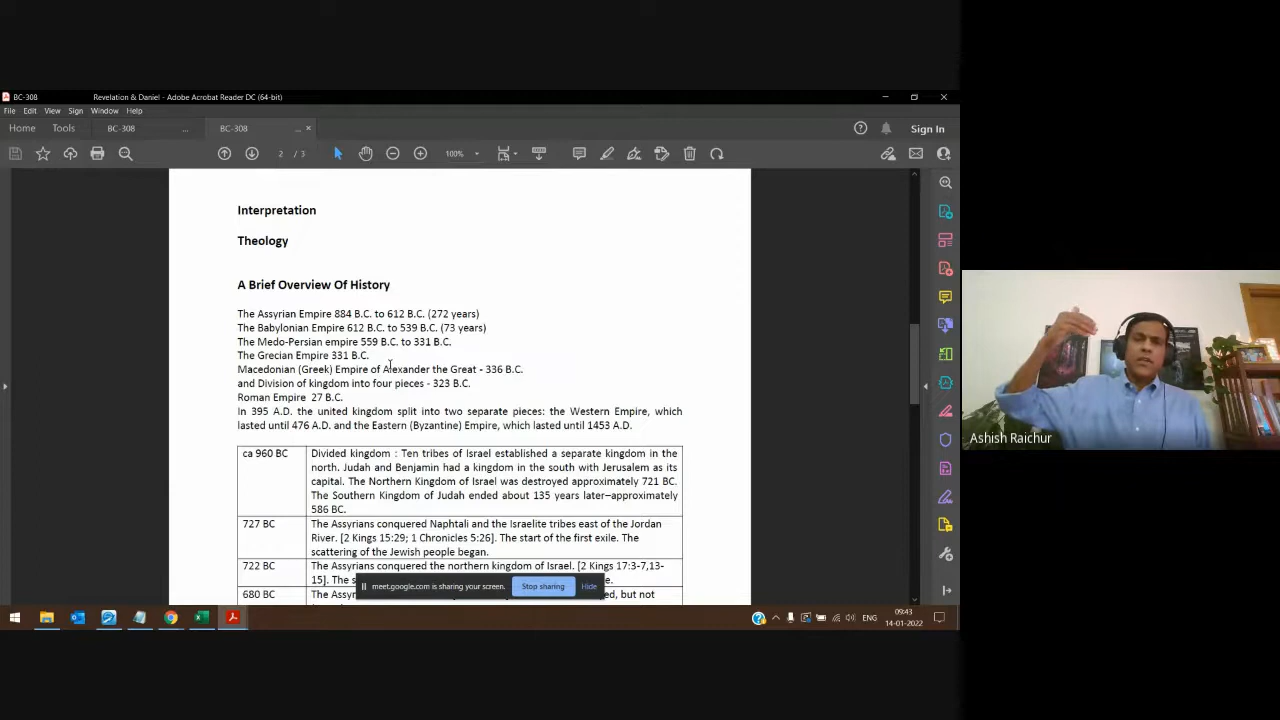 BC-308 Revelation & Daniel - Adobe Acrobat Reader DC (64-bit)
File Edit View Sign Window Help
Home Tools BC-308 ... BC-308 ... ×
Sign In
2 / 3 100%
Interpretation
Theology
A Brief Overview Of History
The Assyrian Empire 884 B.C. to 612 B.C. (272 years)
The Babylonian Empire 612 B.C. to 539 B.C. (73 years)
The Medo-Persian empire 559 B.C. to 331 B.C.
The Grecian Empire 331 B.C.
Macedonian (Greek) Empire of Alexander the Great - 336 B.C.
and Division of kingdom into four pieces - 323 B.C.
Roman Empire 27 B.C.
In 395 A.D. the united kingdom split into two separate pieces: the Western Empire, which
lasted until 476 A.D. and the Eastern (Byzantine) Empire, which lasted until 1453 A.D.
ca 960 BC Divided kingdom : Ten tribes of Israel established a separate kingdom in the
north. Judah and Benjamin had a kingdom in the south with Jerusalem as its
capital. The Northern Kingdom of Israel was destroyed approximately 721 BC.
The Southern Kingdom of Judah ended about 135 years later–approximately
586 BC.
727 BC The Assyrians conquered Naphtali and the Israelite tribes east of the Jordan
River. [2 Kings 15:29; 1 Chronicles 5:26]. The start of the first exile. The
scattering of the Jewish people began.
722 BC The Assyrians conquered the northern kingdom of Israel. [2 Kings 17:3-7,13-
15]. The
meet.google.com is sharing your screen. Stop sharing Hide
680 BC The but not
Ashish Raichur
ENG
09:43
14-01-2022